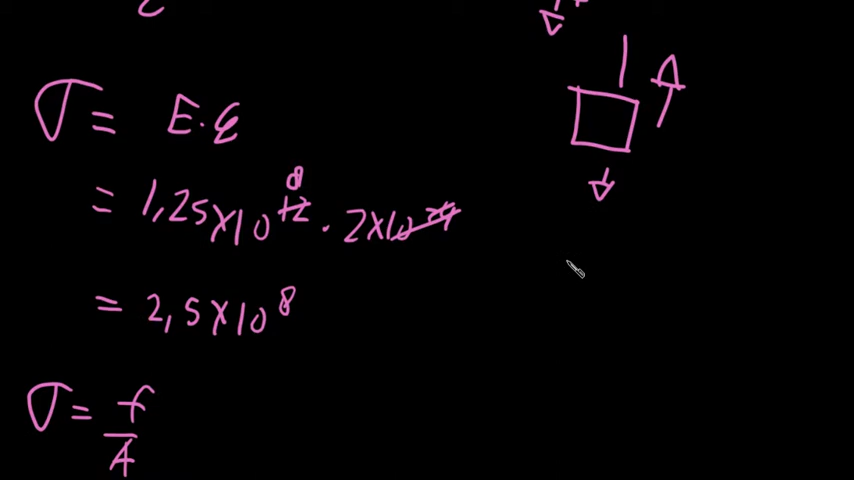 σ = E.ε
= 1,25x10^8 . 2x10
= 2,5x10^8
σ = f/A